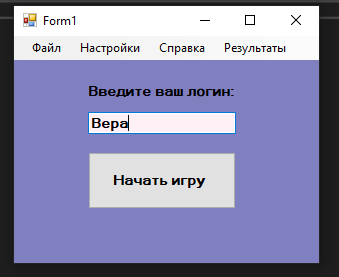 Form1
Файл Настройки Справка Результаты
Введите ваш логин:
Вера
Начать игру